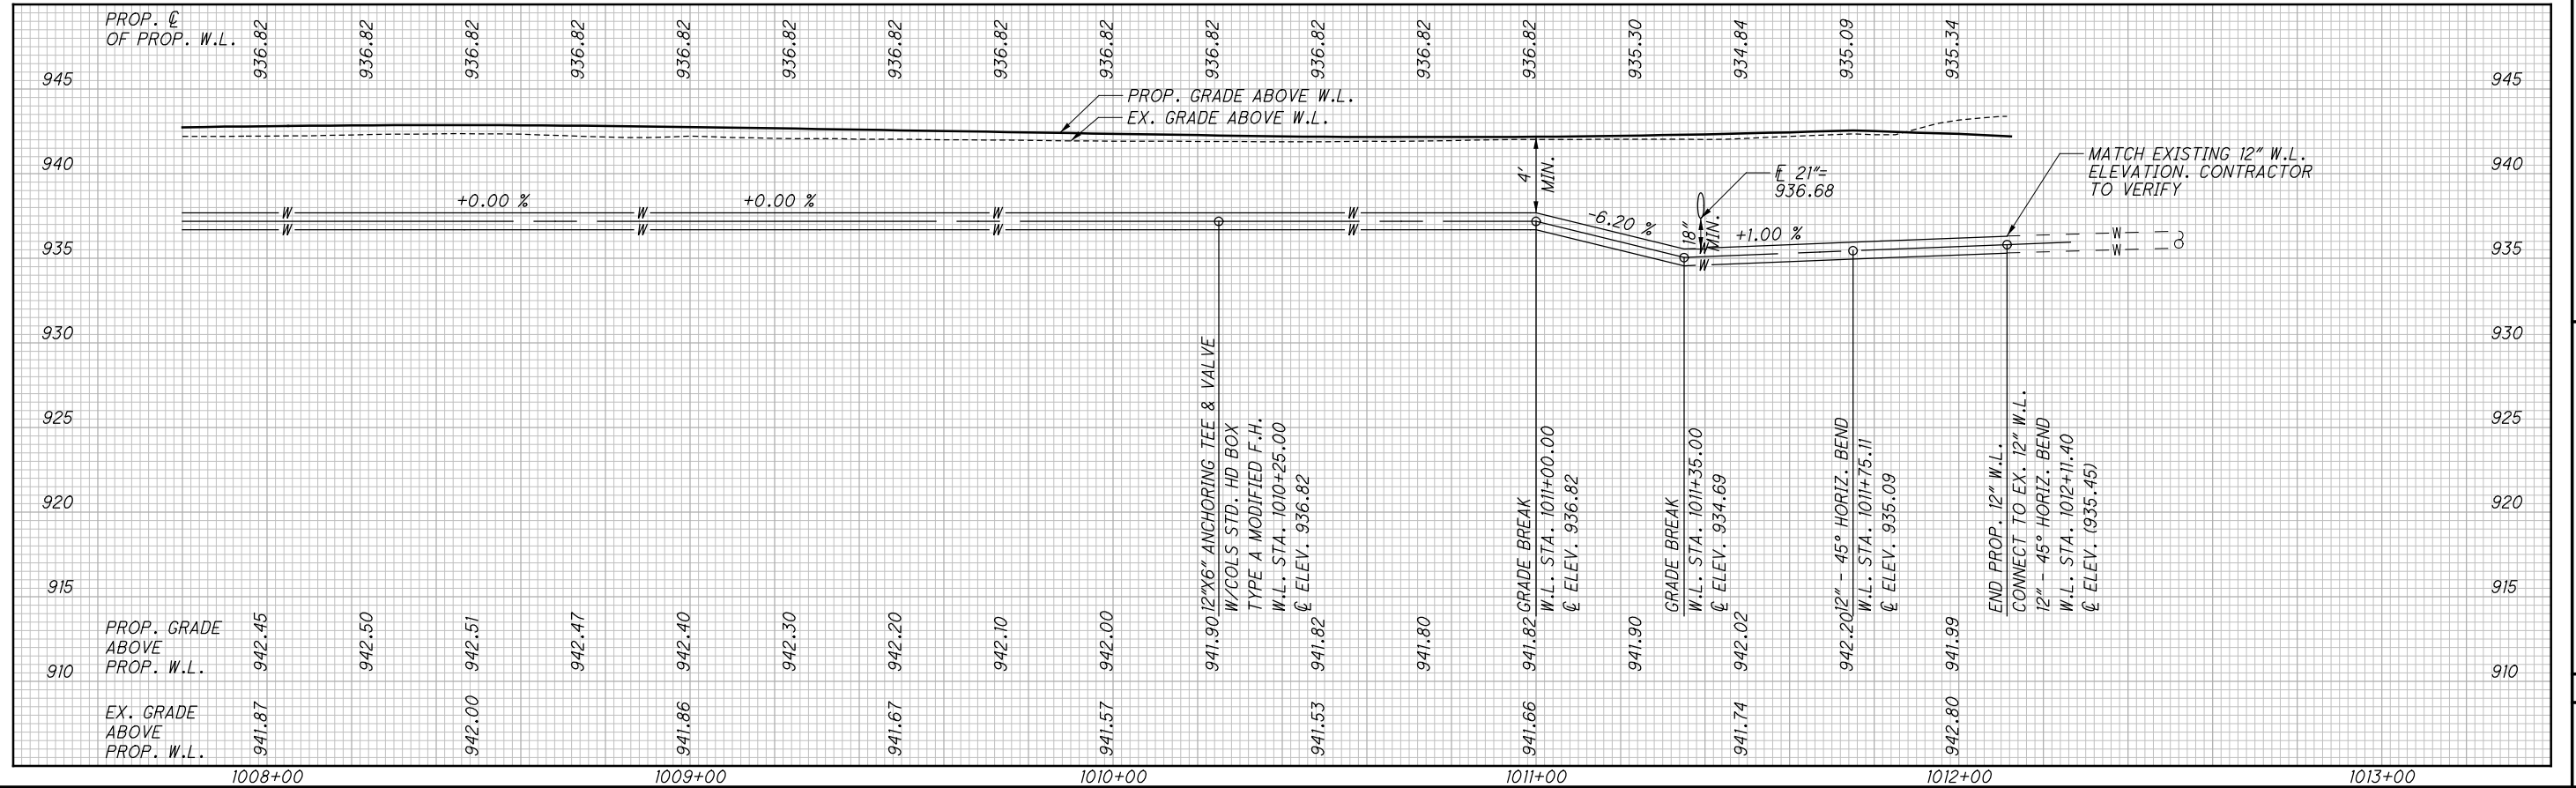 PROP. ℄
OF PROP. W.L.
936.82 936.82 936.82 936.82 936.82 936.82 936.82 936.82 936.82 936.82 936.82 936.82 936.82 935.30 934.84 935.09 935.34
945 945
PROP. GRADE ABOVE W.L.
EX. GRADE ABOVE W.L.
940 940
4'
MIN.
MATCH EXISTING 12" W.L.
ELEVATION. CONTRACTOR
TO VERIFY
21"=
936.68
+0.00 % +0.00 %
-6.20 %
18"
MIN.
+1.00 %
W W W W W W
W W W W W W
935 935
930 930
925 925
920 920
915 915
12"X6" ANCHORING TEE & VALVE
W/COLS STD. HD BOX
TYPE A MODIFIED F.H.
W.L. STA. 1010+25.00
℄ ELEV. 936.82
GRADE BREAK
W.L. STA. 1011+00.00
℄ ELEV. 936.82
GRADE BREAK
W.L. STA. 1011+35.00
℄ ELEV. 934.69
12" - 45° HORIZ. BEND
W.L. STA. 1011+75.11
℄ ELEV. 935.09
END PROP. 12" W.L.
CONNECT TO EX. 12" W.L.
12" - 45° HORIZ. BEND
W.L. STA. 1012+11.40
℄ ELEV. (935.45)
PROP. GRADE
ABOVE
PROP. W.L.
942.45 942.50 942.51 942.47 942.40 942.30 942.20 942.10 942.00 941.90 941.82 941.80 941.82 941.90 942.02 942.20 941.99
910 910
EX. GRADE
ABOVE
PROP. W.L.
941.87 942.00 941.86 941.67 941.57 941.53 941.66 941.74 942.80
1008+00 1009+00 1010+00 1011+00 1012+00 1013+00